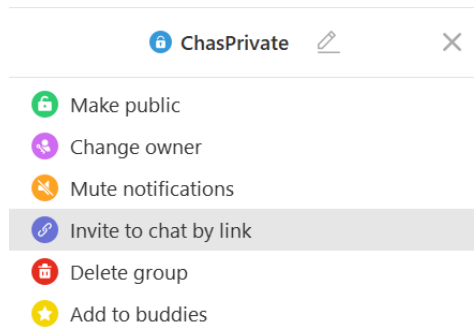 ChasPrivate
Make public
Change owner
Mute notifications
Invite to chat by link
Delete group
Add to buddies